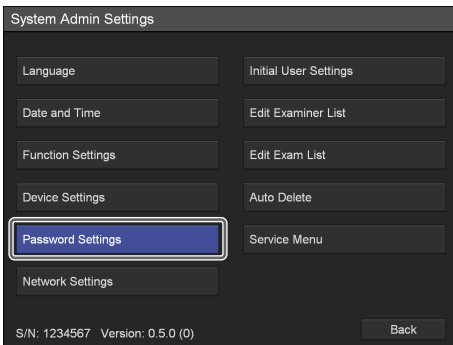 System Admin Settings
Language
Date and Time
Function Settings
Device Settings
Password Settings
Network Settings
Initial User Settings
Edit Examiner List
Edit Exam List
Auto Delete
Service Menu
S/N: 1234567 Version: 0.5.0 (0)
Back